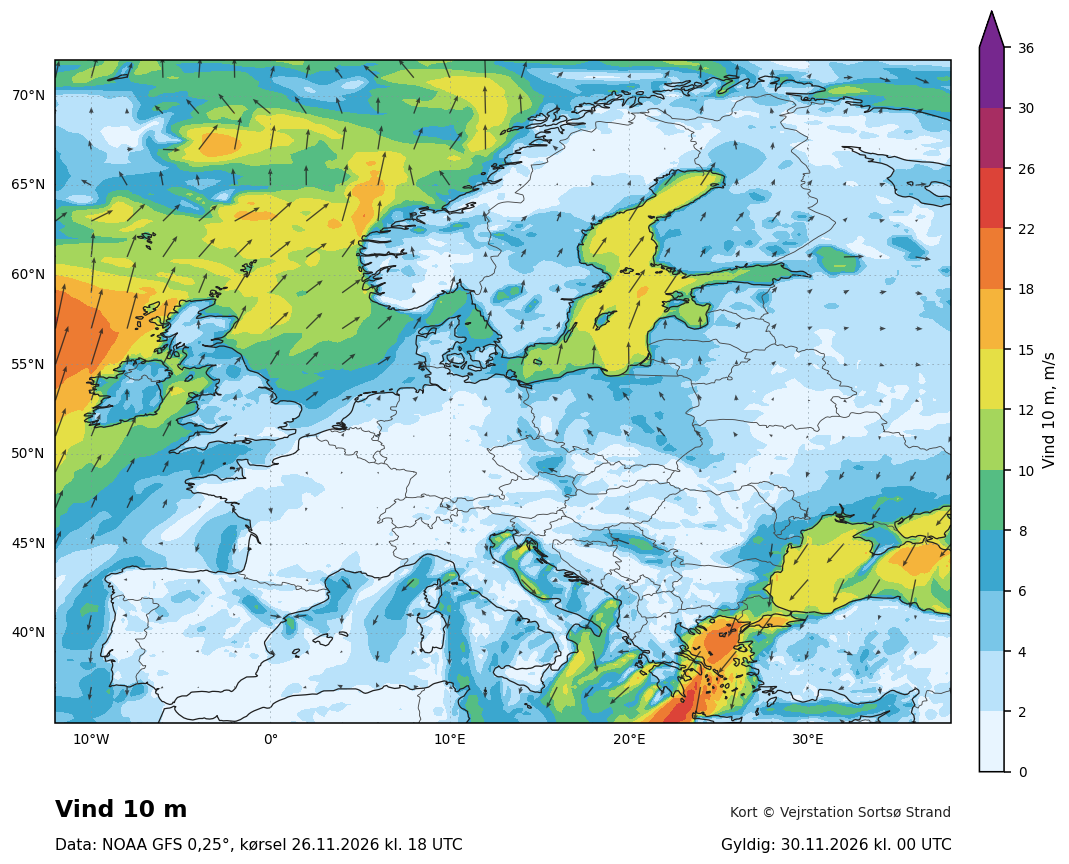 36
30
26
22
18
15
12
10
8
6
4
2
0
Vind 10 m, m/s
70°N
65°N
60°N
55°N
50°N
45°N
40°N
10°W
0°
10°E
20°E
30°E
Vind 10 m
Kort © Vejrstation Sortsø Strand
Data: NOAA GFS 0,25°, kørsel 26.11.2026 kl. 18 UTC
Gyldig: 30.11.2026 kl. 00 UTC